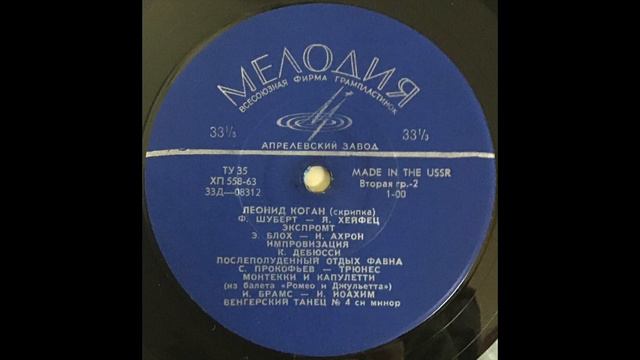 МЕЛОДИЯ
ВСЕСОЮЗНАЯ ФИРМА ГРАМПЛАСТИНОК
33⅓ 33⅓
АПРЕЛЕВСКИЙ ЗАВОД
ТУ 35 MADE IN THE USSR
ХП 558-63 Вторая гр.-2
33Д—08312 1-00
ЛЕОНИД КОГАН (скрипка)
Ф. ШУБЕРТ — Я. ХЕЙФЕЦ
ЭКСПРОМТ
Э. БЛОХ — И. АХРОН
ИМПРОВИЗАЦИЯ
К. ДЕБЮССИ
ПОСЛЕПОЛУДЕННЫЙ ОТДЫХ ФАВНА
С. ПРОКОФЬЕВ — ТРЮНЕС
МОНТЕККИ И КАПУЛЕТТИ
(из балета «Ромео и Джульетта»)
И. БРАМС — И. ИОАХИМ
ВЕНГЕРСКИЙ ТАНЕЦ № 4 си минор